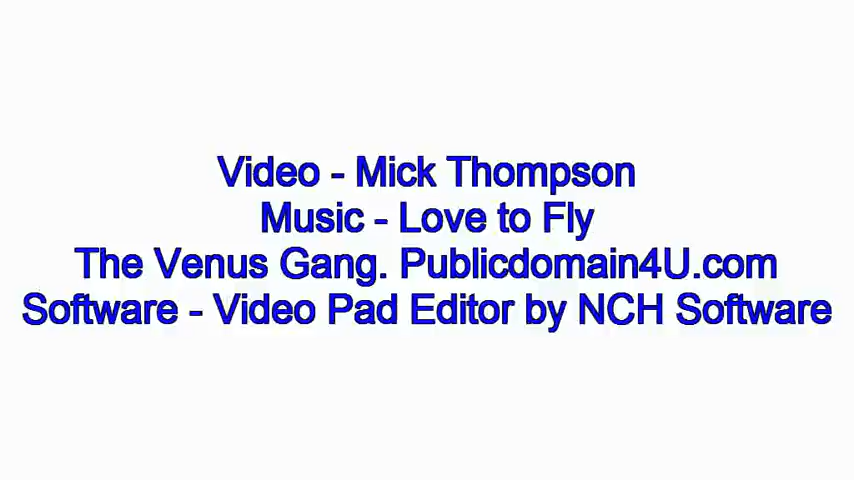 Video - Mick Thompson
Music - Love to Fly
The Venus Gang. Publicdomain4U.com
Software - Video Pad Editor by NCH Software